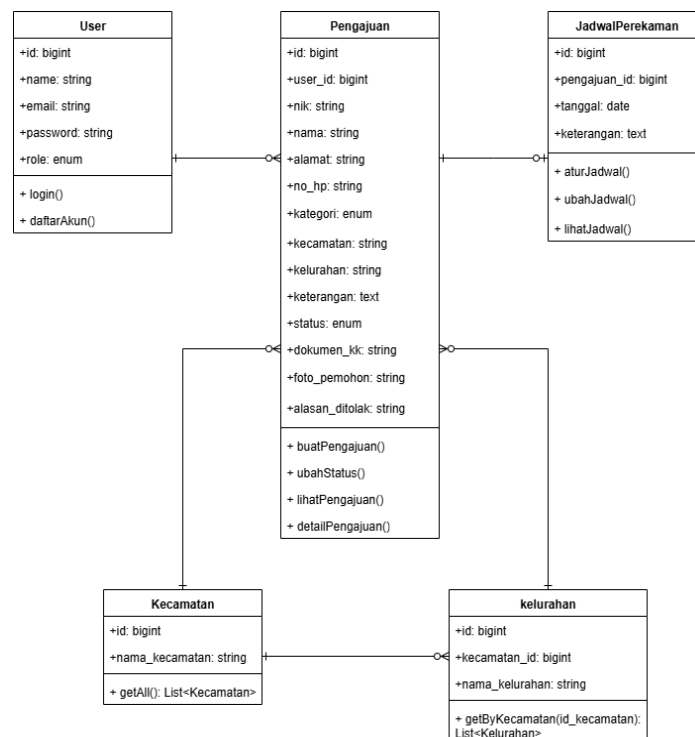 User
+id: bigint
+name: string
+email: string
+password: string
+role: enum
+ login()
+ daftarAkun()
Pengajuan
+id: bigint
+user_id: bigint
+nik: string
+nama: string
+alamat: string
+no_hp: string
+kategori: enum
+kecamatan: string
+kelurahan: string
+keterangan: text
+status: enum
+dokumen_kk: string
+foto_pemohon: string
+alasan_ditolak: string
+ buatPengajuan()
+ ubahStatus()
+ lihatPengajuan()
+ detailPengajuan()
JadwalPerekaman
+id: bigint
+pengajuan_id: bigint
+tanggal: date
+keterangan: text
+ aturJadwal()
+ ubahJadwal()
+ lihatJadwal()
Kecamatan
+id: bigint
+nama_kecamatan: string
+ getAll(): List<Kecamatan>
kelurahan
+id: bigint
+kecamatan_id: bigint
+nama_kelurahan: string
+ getByKecamatan(id_kecamatan):
List<Kelurahan>